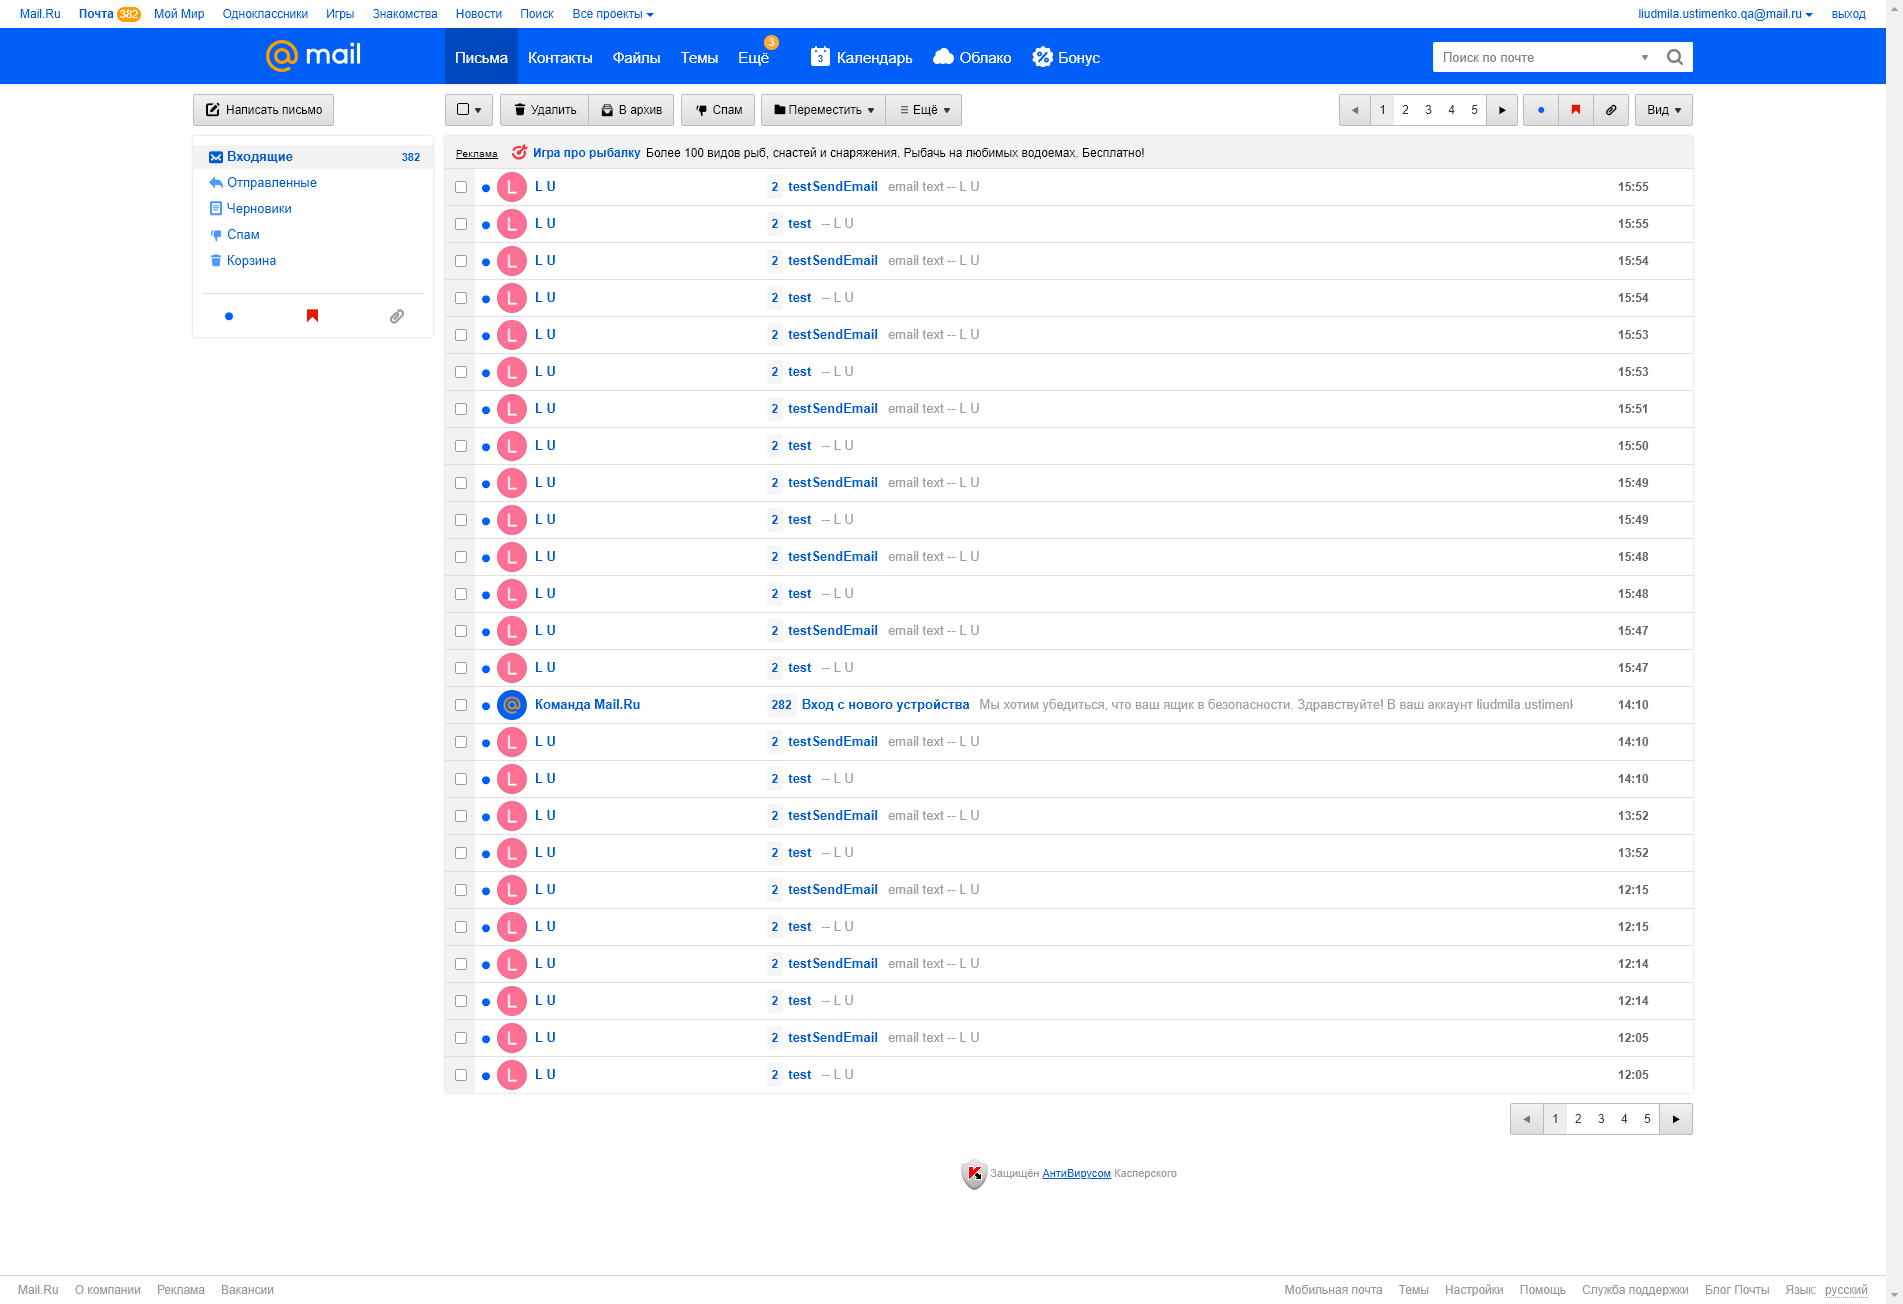 Mail.Ru Почта 382 Мой Мир Одноклассники Игры Знакомства Новости Поиск Все проекты liudmila.ustimenko.qa@mail.ru выход
@mail Письма Контакты Файлы Темы Ещё 3 3 Календарь Облако Бонус Поиск по почте
Написать письмо Удалить В архив Спам Переместить Ещё 1 2 3 4 5 Вид
Входящие 382
Отправленные
Черновики
Спам
Корзина
Реклама Игра про рыбалку Более 100 видов рыб, снастей и снаряжения. Рыбачь на любимых водоемах. Бесплатно!
L L U 2 testSendEmail email text -- L U 15:55
L L U 2 test -- L U 15:55
L L U 2 testSendEmail email text -- L U 15:54
L L U 2 test -- L U 15:54
L L U 2 testSendEmail email text -- L U 15:53
L L U 2 test -- L U 15:53
L L U 2 testSendEmail email text -- L U 15:51
L L U 2 test -- L U 15:50
L L U 2 testSendEmail email text -- L U 15:49
L L U 2 test -- L U 15:49
L L U 2 testSendEmail email text -- L U 15:48
L L U 2 test -- L U 15:48
L L U 2 testSendEmail email text -- L U 15:47
L L U 2 test -- L U 15:47
@ Команда Mail.Ru 282 Вход с нового устройства Мы хотим убедиться, что ваш ящик в безопасности. Здравствуйте! В ваш аккаунт liudmila.ustimenk 14:10
L L U 2 testSendEmail email text -- L U 14:10
L L U 2 test -- L U 14:10
L L U 2 testSendEmail email text -- L U 13:52
L L U 2 test -- L U 13:52
L L U 2 testSendEmail email text -- L U 12:15
L L U 2 test -- L U 12:15
L L U 2 testSendEmail email text -- L U 12:14
L L U 2 test -- L U 12:14
L L U 2 testSendEmail email text -- L U 12:05
L L U 2 test -- L U 12:05
1 2 3 4 5
Защищён АнтиВирусом Касперского
Mail.Ru О компании Реклама Вакансии Мобильная почта Темы Настройки Помощь Служба поддержки Блог Почты Язык: русский